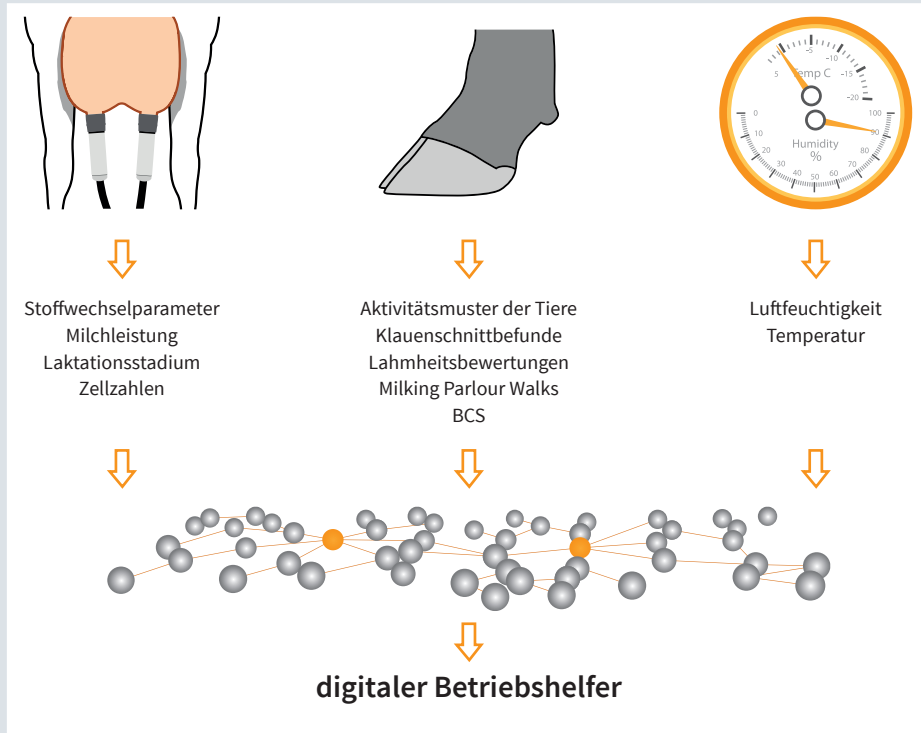 Temp C
5
-5
-10
-15
-20
0
10
20
30
40
50
60
70
80
90
100
Humidity
%
Stoffwechselparameter
Milchleistung
Laktationsstadium
Zellzahlen
Aktivitätsmuster der Tiere
Klauenschnittbefunde
Lahmheitsbewertungen
Milking Parlour Walks
BCS
Luftfeuchtigkeit
Temperatur
digitaler Betriebshelfer